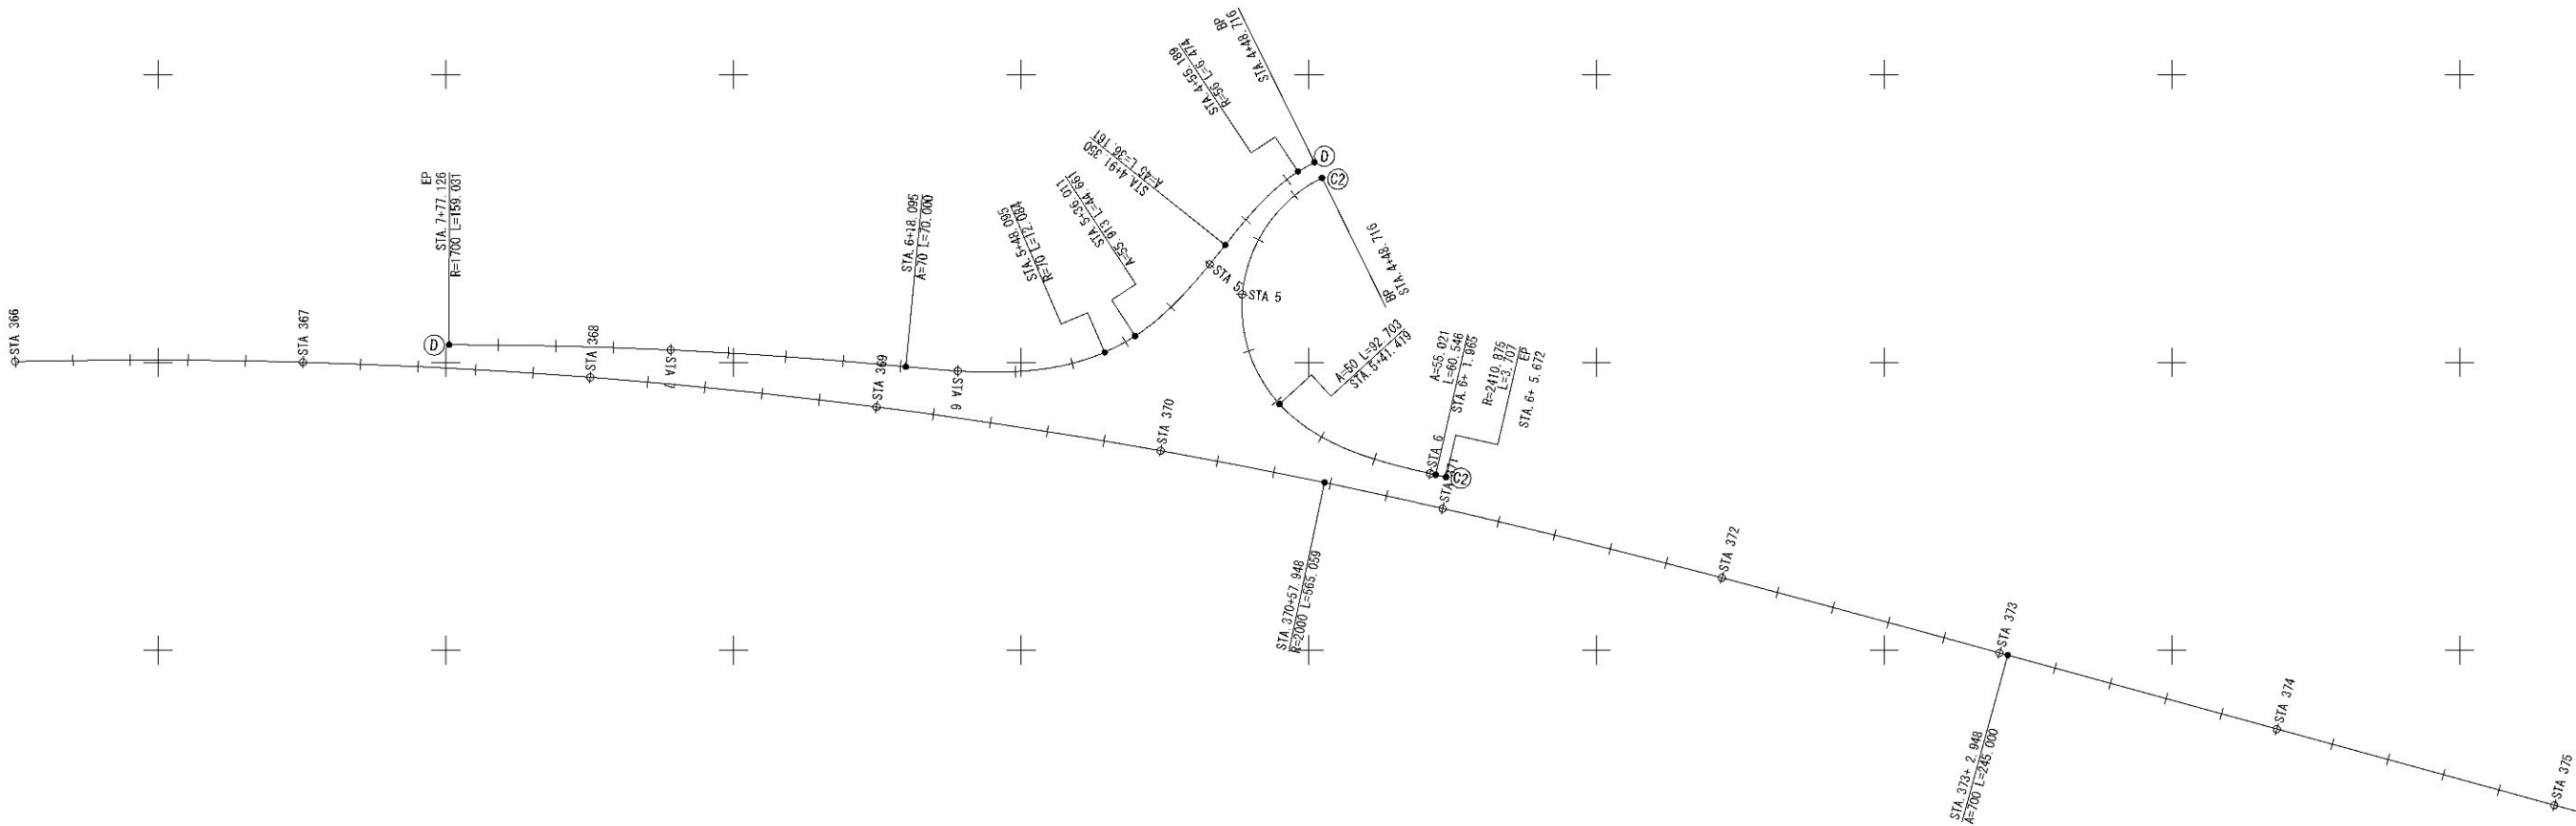 STA 366
STA 367
EP
STA. 7+77. 126
R=1700 L=159. 031
D
STA 368
STA 7
STA 369
STA. 6+18. 095
A=70 L=70. 000
STA 6
STA. 5+48. 095
R=70 L=12. 084
STA. 5+36. 011
A=55. 913 L=44. 661
STA. 4+91. 350
A=45 L=36. 161
STA. 4+55. 189
R=56 L=6. 474
BP
STA. 4+48. 716
D
C2
BP
STA. 4+48. 716
STA 5
STA 5
A=50 L=92. 703
STA. 5+41. 419
A=55. 021
L=60. 546
STA. 6+ 1. 965
R=2410. 876
L=3. 707
EP
STA. 6+ 5. 672
STA 6
C2
STA 370
STA 371
STA. 370+57. 948
R=2000 L=565. 059
STA 372
STA 373
STA. 373+ 2. 948
A=700 L=245. 000
STA 374
STA 375